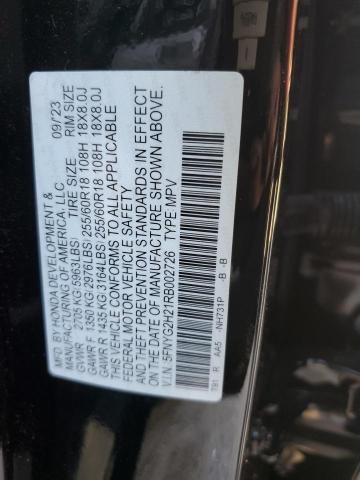 MFD.BY HONDA DEVELOPMENT & 09/23
MANUFACTURING OF AMERICA, LLC
GVWR 2705 KG:5963LBS/ TIRE SIZE RIM SIZE
GAWR F 1350 KG:2976LBS/ 255/60R18 108H 18X8.0J
GAWR R 1435 KG:3164LBS/ 255/60R18 108H 18X8.0J
THIS VEHICLE CONFORMS TO ALL APPLICABLE
FEDERAL MOTOR VEHICLE SAFETY
AND THEFT PREVENTION STANDARDS IN EFFECT
ON THE DATE OF MANUFACTURE SHOWN ABOVE.
V.I.N. 5FNYG2H21RB002726 TYPE MPV
T91 R AA5 -NH731P -B -B